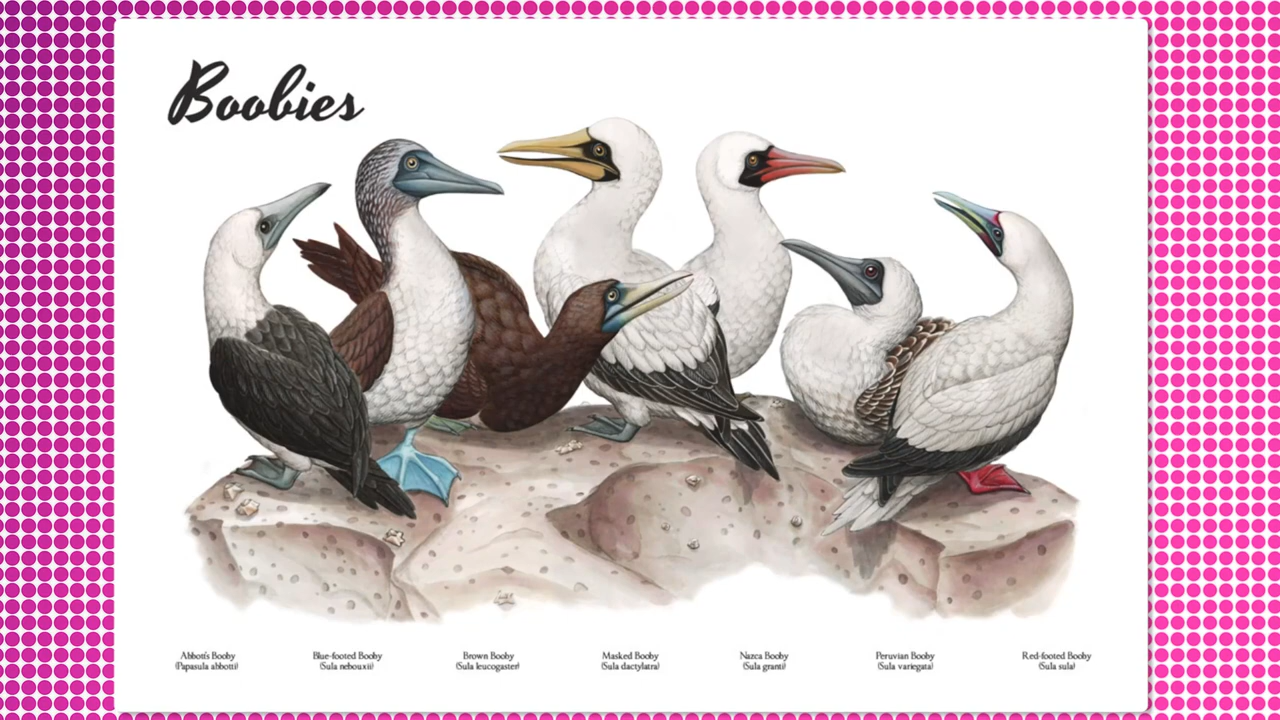 Boobies
Abbott's Booby
(Papasula abbotti)
Blue-footed Booby
(Sula nebouxii)
Brown Booby
(Sula leucogaster)
Masked Booby
(Sula dactylatra)
Nazca Booby
(Sula granti)
Peruvian Booby
(Sula variegata)
Red-footed Booby
(Sula sula)